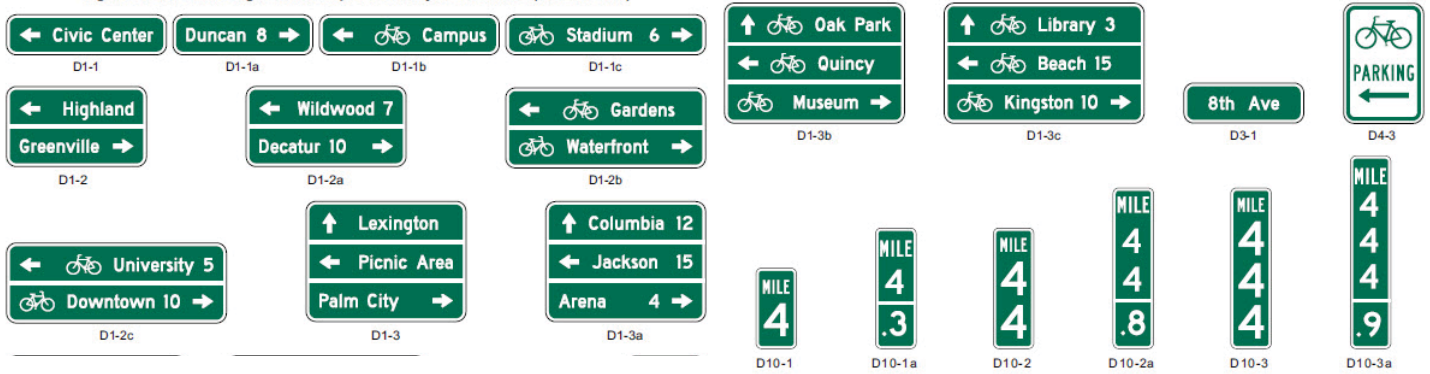 Civic Center
D1-1
Duncan 8
D1-1a
Campus
D1-1b
Stadium 6
D1-1c
Highland
Greenville
D1-2
Wildwood 7
Decatur 10
D1-2a
Gardens
Waterfront
D1-2b
University 5
Downtown 10
D1-2c
Lexington
Picnic Area
Palm City
D1-3
Columbia 12
Jackson 15
Arena 4
D1-3a
Oak Park
Quincy
Museum
D1-3b
Library 3
Beach 15
Kingston 10
D1-3c
8th Ave
D3-1
PARKING
D4-3
MILE
4
D10-1
MILE
4
.3
D10-1a
MILE
4
4
D10-2
MILE
4
4
.8
D10-2a
MILE
4
4
4
D10-3
MILE
4
4
4
.9
D10-3a